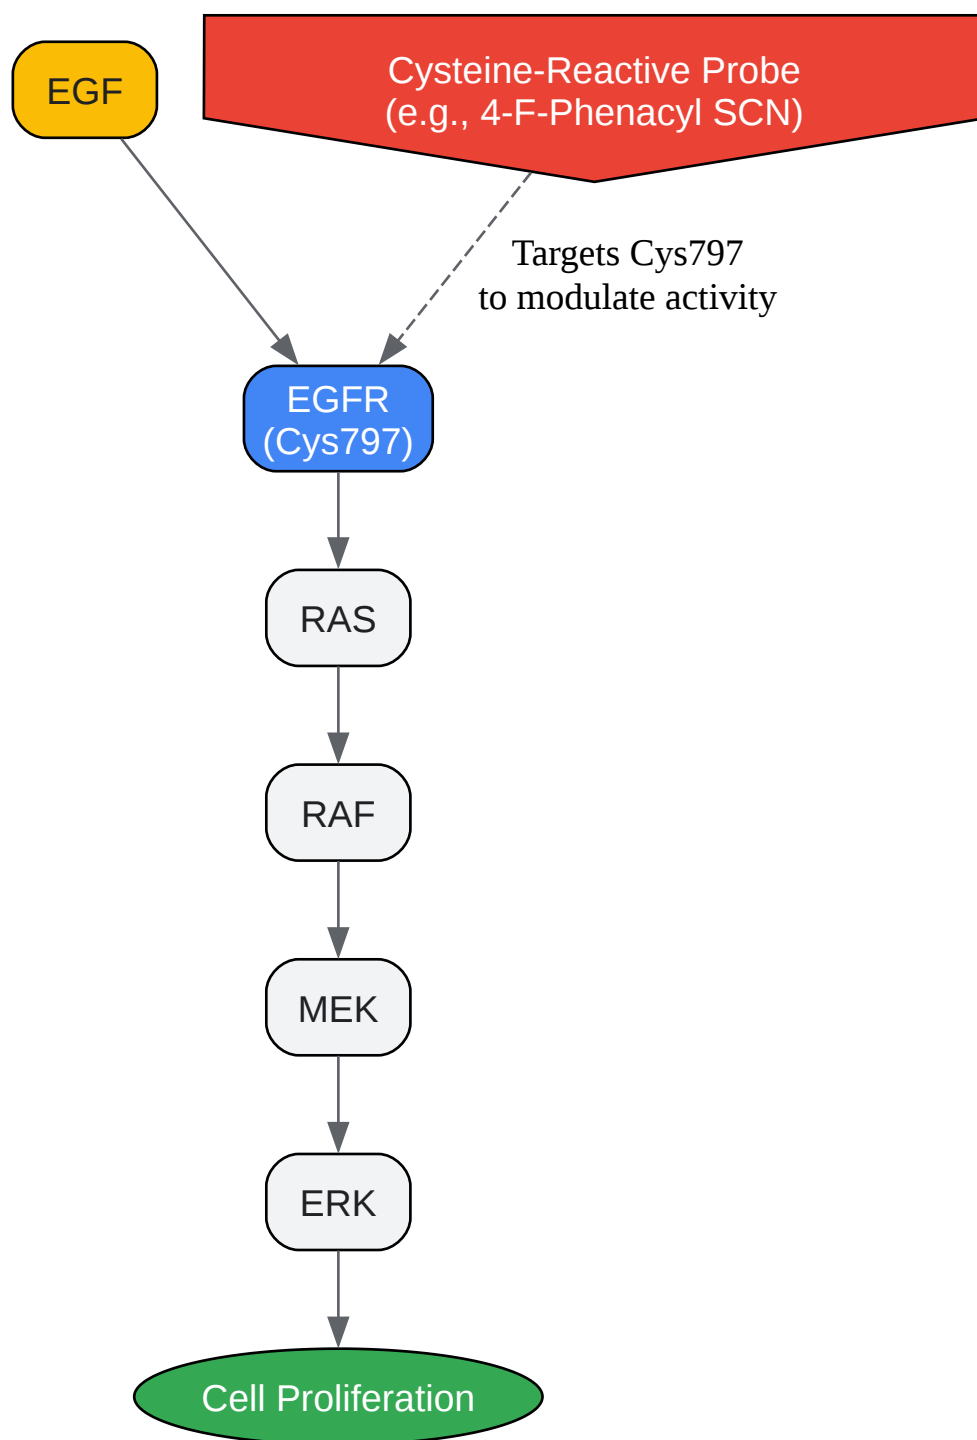 EGF
Cysteine-Reactive Probe
(e.g., 4-F-Phenacyl SCN)
Targets Cys797
to modulate activity
EGFR
(Cys797)
RAS
RAF
MEK
ERK
Cell Proliferation